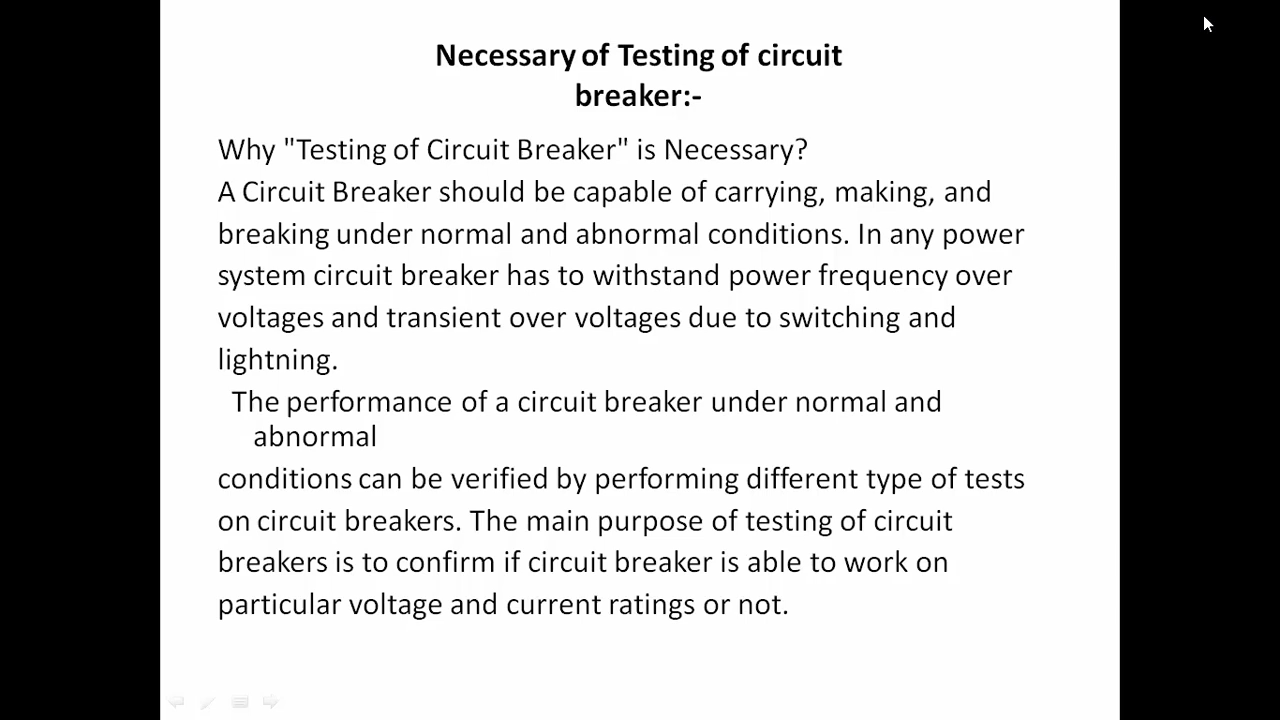 Necessary of Testing of circuit
breaker:-
Why "Testing of Circuit Breaker" is Necessary?
A Circuit Breaker should be capable of carrying, making, and
breaking under normal and abnormal conditions. In any power
system circuit breaker has to withstand power frequency over
voltages and transient over voltages due to switching and
lightning.
The performance of a circuit breaker under normal and
abnormal
conditions can be verified by performing different type of tests
on circuit breakers. The main purpose of testing of circuit
breakers is to confirm if circuit breaker is able to work on
particular voltage and current ratings or not.